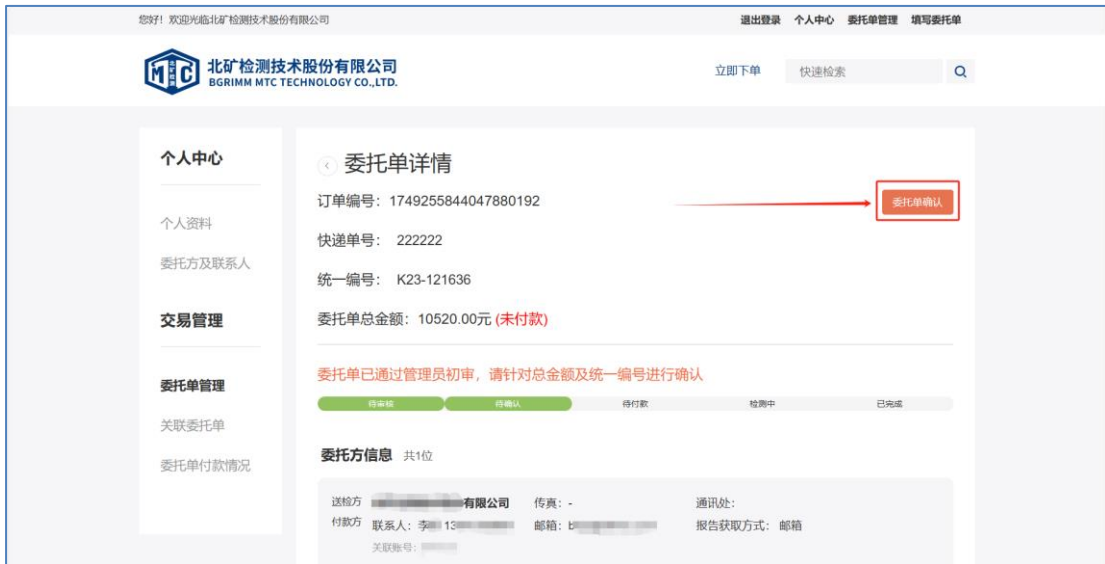 您好！欢迎光临北矿检测技术股份有限公司
退出登录 个人中心 委托单管理 填写委托单
MTC
北矿检测
北矿检测技术股份有限公司
BGRIMM MTC TECHNOLOGY CO.,LTD.
立即下单
快速检索
个人中心
个人资料
委托方及联系人
交易管理
委托单管理
关联委托单
委托单付款情况
委托单详情
订单编号：1749255844047880192
委托单确认
快递单号： 222222
统一编号： K23-121636
委托单总金额：10520.00元 (未付款)
委托单已通过管理员初审，请针对总金额及统一编号进行确认
待审核 待确认 待付款 检测中 已完成
委托方信息 共1位
送检方 有限公司 传真：- 通讯处：
付款方 联系人：李 13 邮箱：b 报告获取方式：邮箱
关联账号：